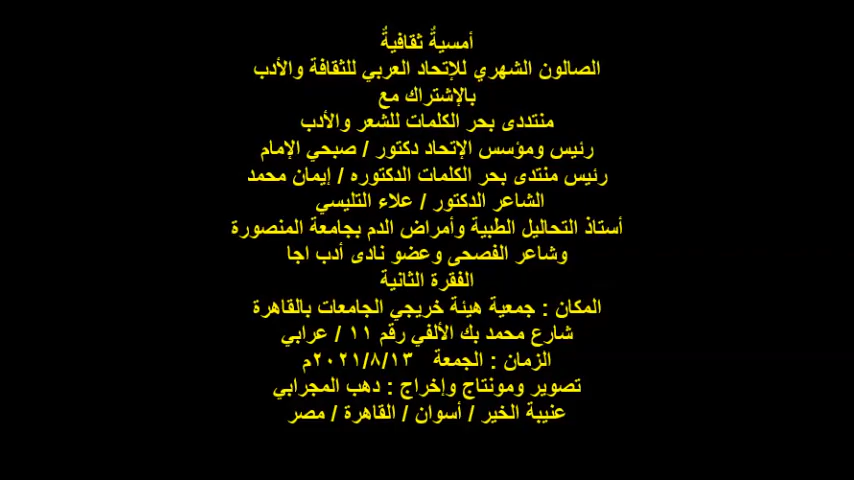 أمسيةٌ ثقافيةٌ
الصالون الشهري للإتحاد العربي للثقافة والأدب
بالإشتراك مع
منتددى بحر الكلمات للشعر والأدب
رئيس ومؤسس الإتحاد دكتور / صبحي الإمام
رئيس منتدى بحر الكلمات الدكتوره / إيمان محمد
الشاعر الدكتور / علاء التليسي
أستاذ التحاليل الطبية وأمراض الدم بجامعة المنصورة
وشاعر الفصحى وعضو نادى أدب اجا
الفقرة الثانية
المكان : جمعية هيئة خريجي الجامعات بالقاهرة
شارع محمد بك الألفي رقم ١١ / عرابي
الزمان : الجمعة ٢٠٢١/٨/١٣م
تصوير ومونتاج وإخراج : دهب المجرابي
عنيبة الخير / أسوان / القاهرة / مصر